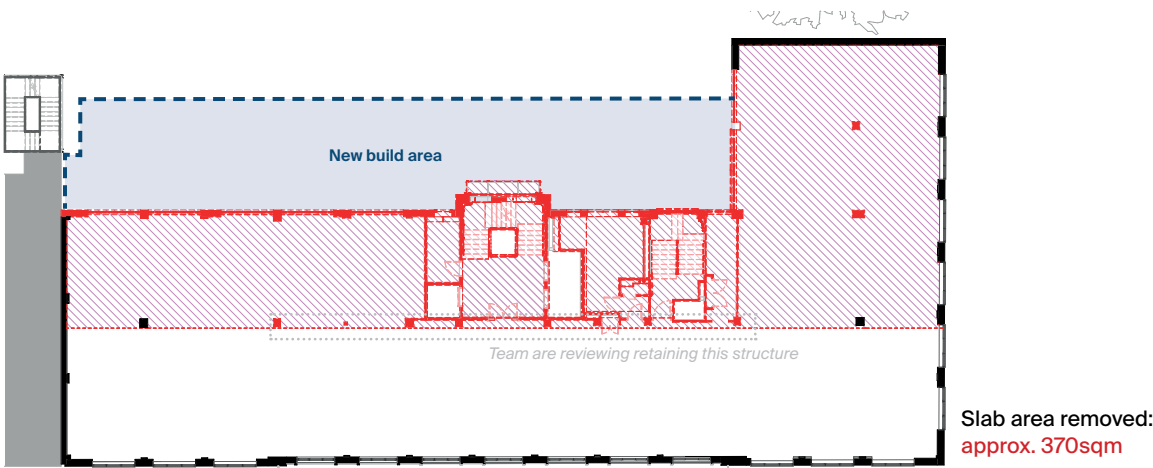 New build area
Team are reviewing retaining this structure
Slab area removed:
approx. 370sqm